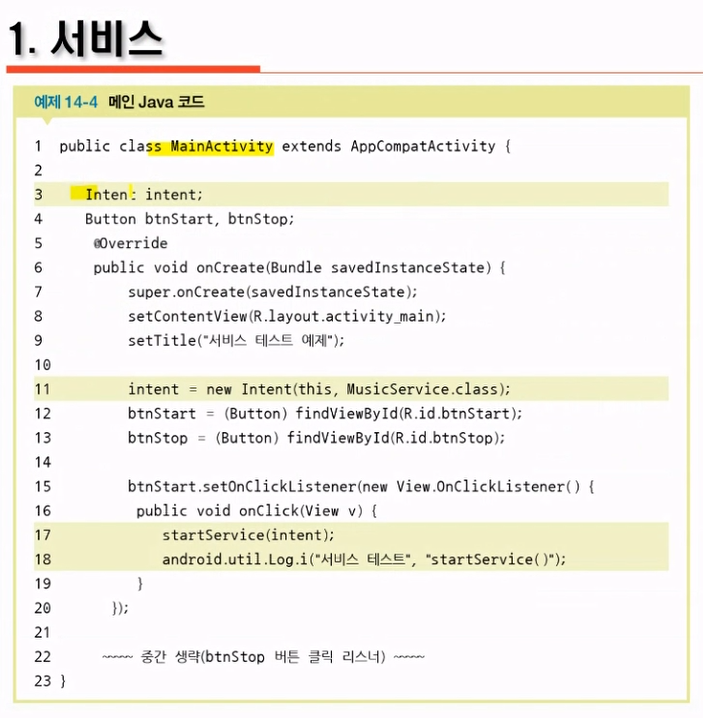 1. 서비스
예제 14-4 메인 Java 코드
1 public class MainActivity extends AppCompatActivity {
2
3 Intent intent;
4 Button btnStart, btnStop;
5 @Override
6 public void onCreate(Bundle savedInstanceState) {
7 super.onCreate(savedInstanceState);
8 setContentView(R.layout.activity_main);
9 setTitle("서비스 테스트 예제");
10
11 intent = new Intent(this, MusicService.class);
12 btnStart = (Button) findViewById(R.id.btnStart);
13 btnStop = (Button) findViewById(R.id.btnStop);
14
15 btnStart.setOnClickListener(new View.OnClickListener() {
16 public void onClick(View v) {
17 startService(intent);
18 android.util.Log.i("서비스 테스트", "startService()");
19 }
20 });
21
22 ~~~~~ 중간 생략(btnStop 버튼 클릭 리스너) ~~~~~
23 }